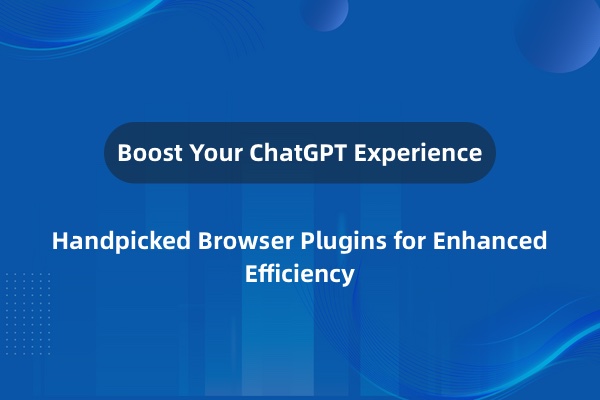 Boost Your ChatGPT Experience
Handpicked Browser Plugins for Enhanced
Efficiency